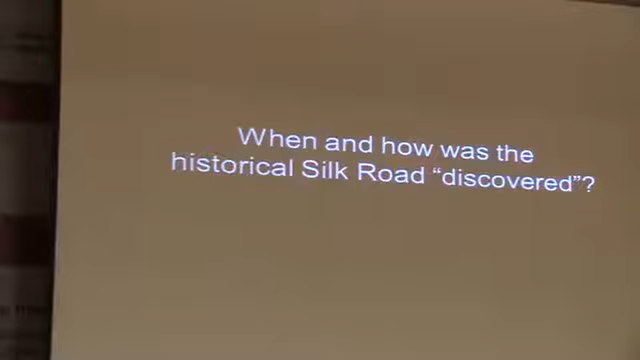 When and how was the
historical Silk Road “discovered”?